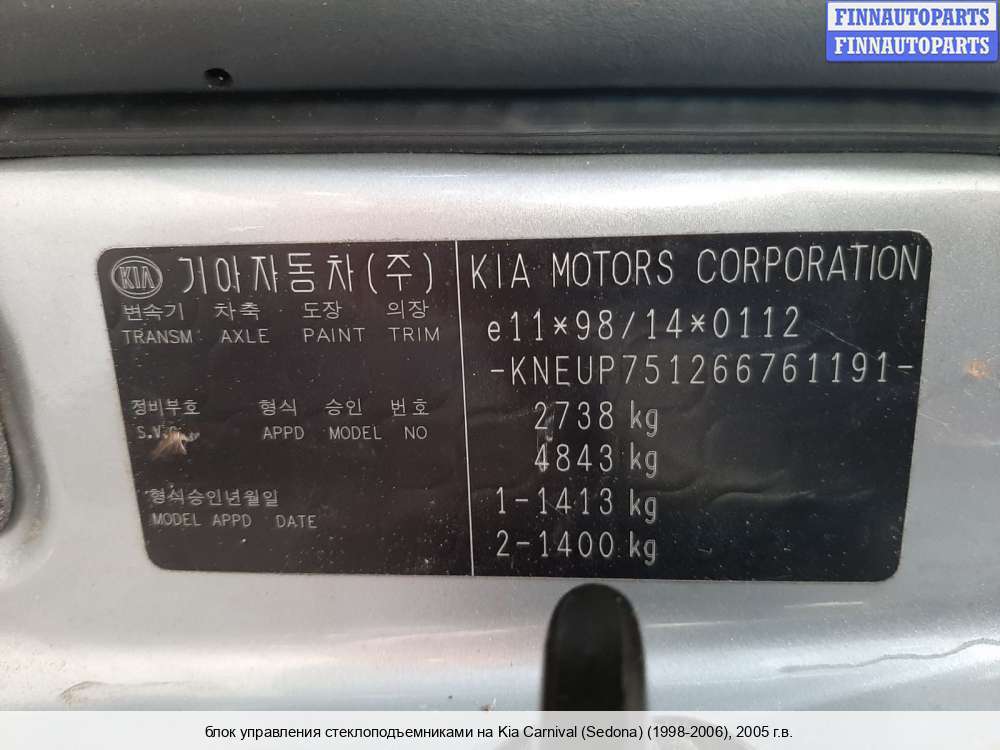 FINNAUTOPARTS
FINNAUTOPARTS
KIA 기아자동차(주)
변속기 차축 도장 의장
TRANSM AXLE PAINT TRIM
정비부호 형식 승인 번호
S.V.C. APPD MODEL NO
형식승인년월일
MODEL APPD DATE
KIA MOTORS CORPORATION
e11*98/14*0112
-KNEUP751266761191-
2738 kg
4843 kg
1-1413 kg
2-1400 kg
блок управления стеклоподъемниками на Kia Carnival (Sedona) (1998-2006), 2005 г.в.